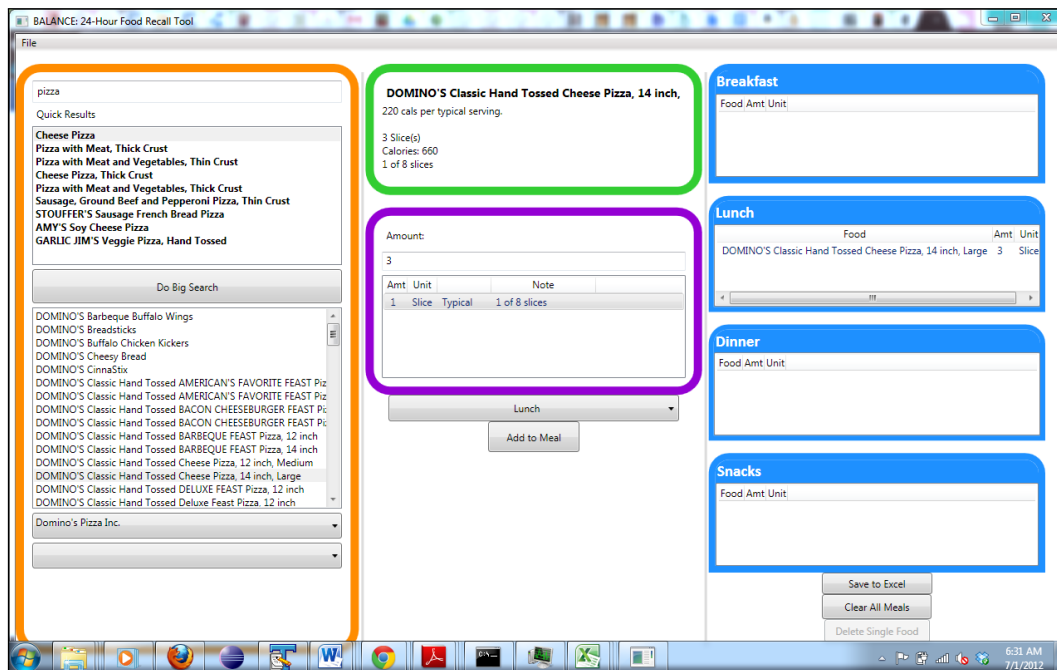 BALANCE: 24-Hour Food Recall Tool
File
pizza
Quick Results
Cheese Pizza
Pizza with Meat, Thick Crust
Pizza with Meat and Vegetables, Thin Crust
Cheese Pizza, Thick Crust
Pizza with Meat and Vegetables, Thick Crust
Sausage, Ground Beef and Pepperoni Pizza, Thin Crust
STOUFFER'S Sausage French Bread Pizza
AMY'S Soy Cheese Pizza
GARLIC JIM'S Veggie Pizza, Hand Tossed
Do Big Search
DOMINO'S Barbeque Buffalo Wings
DOMINO'S Breadsticks
DOMINO'S Buffalo Chicken Kickers
DOMINO'S Cheesy Bread
DOMINO'S CinnaStix
DOMINO'S Classic Hand Tossed AMERICAN'S FAVORITE FEAST Piz
DOMINO'S Classic Hand Tossed AMERICAN'S FAVORITE FEAST Piz
DOMINO'S Classic Hand Tossed BACON CHEESEBURGER FEAST Pi
DOMINO'S Classic Hand Tossed BACON CHEESEBURGER FEAST Pi
DOMINO'S Classic Hand Tossed BARBEQUE FEAST Pizza, 12 inch
DOMINO'S Classic Hand Tossed BARBEQUE FEAST Pizza, 14 inch
DOMINO'S Classic Hand Tossed Cheese Pizza, 12 inch, Medium
DOMINO'S Classic Hand Tossed Cheese Pizza, 14 inch, Large
DOMINO'S Classic Hand Tossed DELUXE FEAST Pizza, 12 inch
DOMINO'S Classic Hand Tossed Deluxe Feast Pizza, 12 inch
Domino's Pizza Inc.
DOMINO'S Classic Hand Tossed Cheese Pizza, 14 inch,
220 cals per typical serving.
3 Slice(s)
Calories: 660
1 of 8 slices
Amount:
3
Amt Unit Note
1 Slice Typical 1 of 8 slices
Lunch
Add to Meal
Breakfast
Food Amt Unit
Lunch
Food Amt Unit
DOMINO'S Classic Hand Tossed Cheese Pizza, 14 inch, Large 3 Slice
Dinner
Food Amt Unit
Snacks
Food Amt Unit
Save to Excel
Clear All Meals
Delete Single Food
6:31 AM
7/1/2012